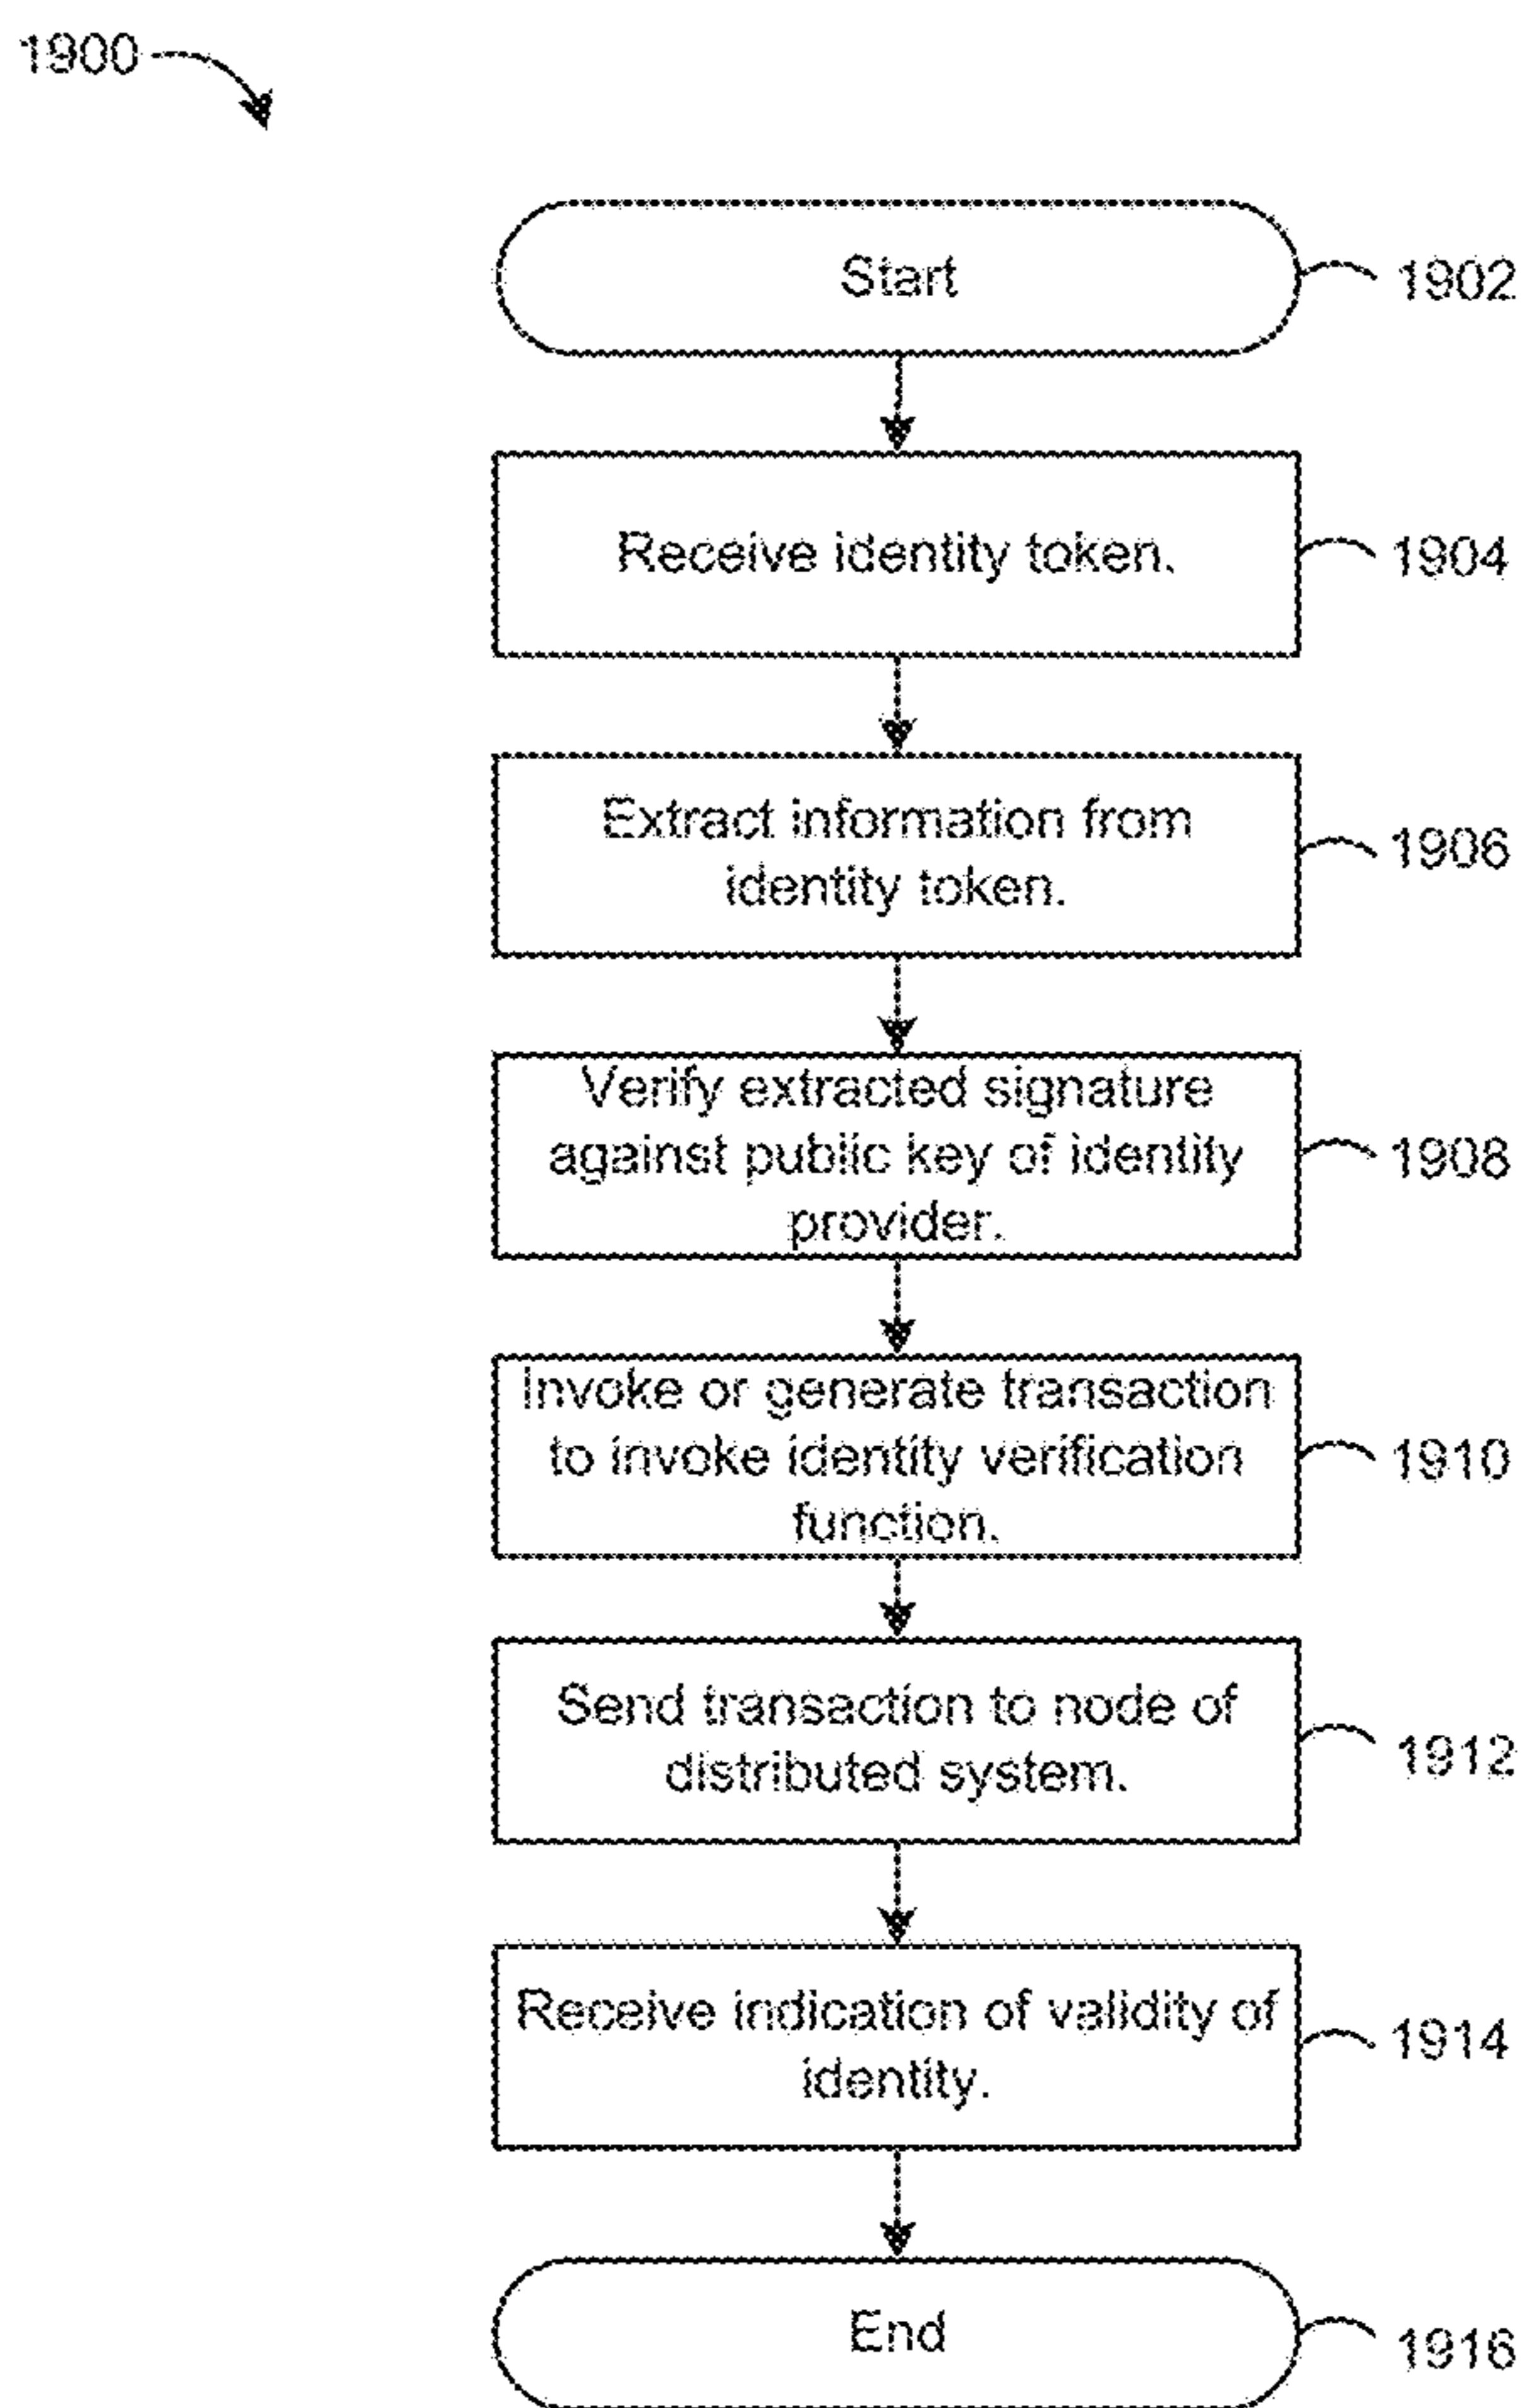 1900
Start
1902
Receive identity token.
1904
Extract information from
identity token.
1906
Verify extracted signature
against public key of identity
provider.
1908
Invoke or generate transaction
to invoke identity verification
function.
1910
Send transaction to node of
distributed system.
1912
Receive indication of validity of
identity.
1914
End
1916